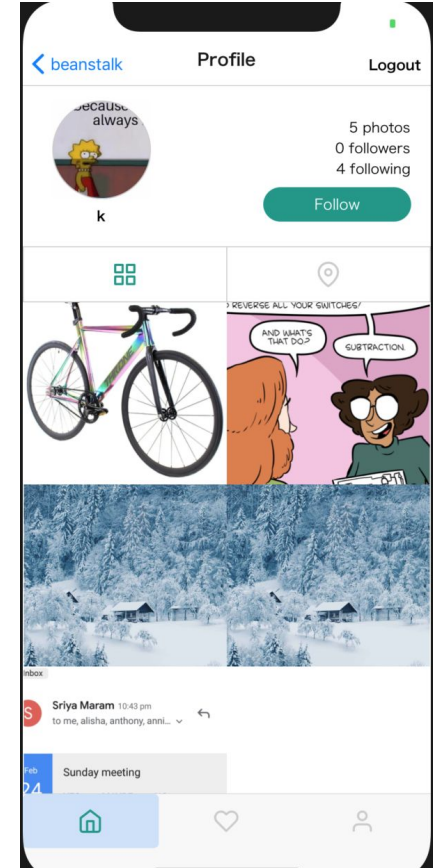 beanstalk
Profile
Logout
ecause
always
5 photos
0 followers
4 following
k
Follow
REVERSE ALL YOUR SWITCHES!
AND WHAT'S
THAT DO?
SUBTRACTION.
Inbox
S
Sriya Maram 10:43 pm
to me, alisha, anthony, anni...
Feb
24
Sunday meeting